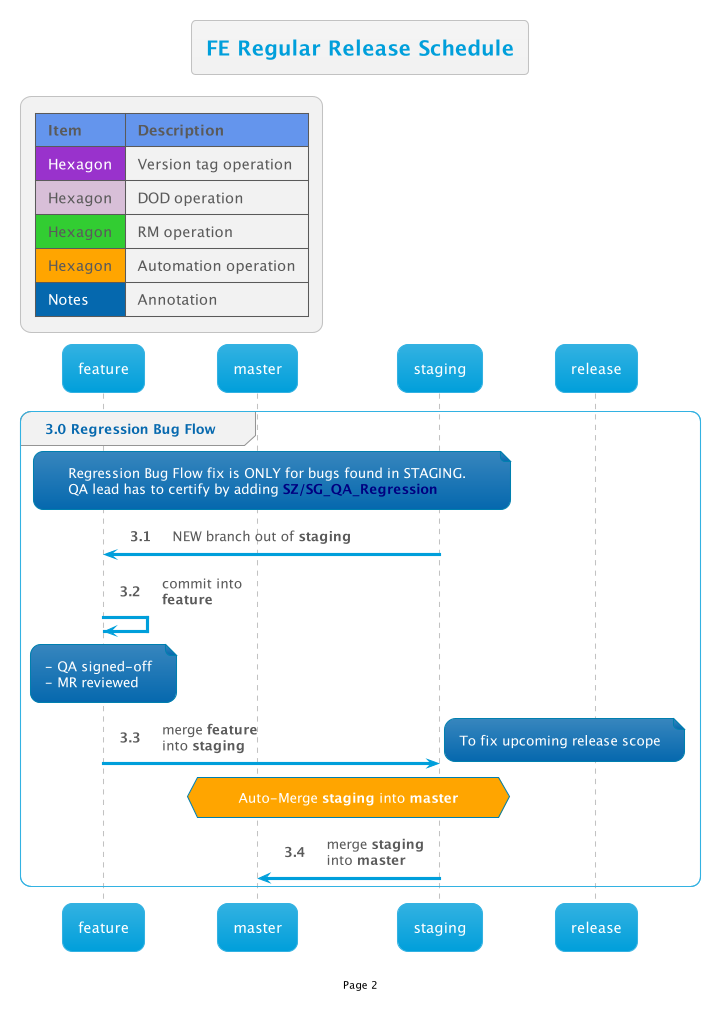 FE Regular Release Schedule
Item Description
Hexagon Version tag operation
Hexagon DOD operation
Hexagon RM operation
Hexagon Automation operation
Notes Annotation
feature master staging release
3.0 Regression Bug Flow
Regression Bug Flow fix is ONLY for bugs found in STAGING.
QA lead has to certify by adding SZ/SG_QA_Regression
3.1 NEW branch out of staging
3.2 commit into
feature
- QA signed-off
- MR reviewed
3.3 merge feature
into staging
To fix upcoming release scope
Auto-Merge staging into master
3.4 merge staging
into master
feature master staging release
Page 2